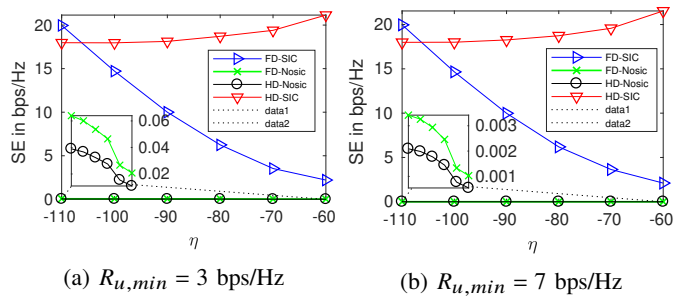 20
15
10
5
0
SE in bps/Hz
FD-SIC
FD-Nosic
HD-Nosic
HD-SIC
data1
data2
0.06
0.04
0.02
-110 -100 -90 -80 -70 -60
η
(a) R_{u,min} = 3 bps/Hz
20
15
10
5
0
SE in bps/Hz
FD-SIC
FD-Nosic
HD-Nosic
HD-SIC
data1
data2
0.003
0.002
0.001
-110 -100 -90 -80 -70 -60
η
(b) R_{u,min} = 7 bps/Hz